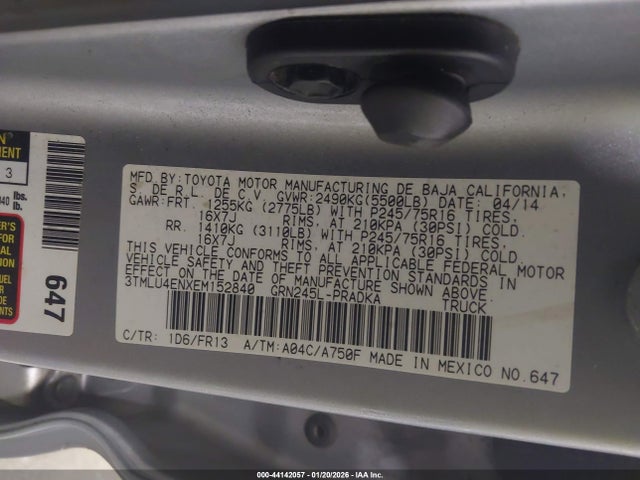 MFD.BY:TOYOTA MOTOR MANUFACTURING DE BAJA CALIFORNIA,
S. DE R.L. DE C.V. GVWR:2490KG(5500LB) DATE: 04/14
GAWR:FRT. 1255KG (2775LB) WITH P245/75R16 TIRES,
16X7J RIMS, AT 210KPA (30PSI) COLD.
RR. 1410KG (3110LB) WITH P245/75R16 TIRES,
16X7J RIMS, AT 210KPA (30PSI) COLD.
THIS VEHICLE CONFORMS TO ALL APPLICABLE FEDERAL MOTOR
VEHICLE SAFETY AND THEFT PREVENTION STANDARDS IN
EFFECT ON THE DATE OF MANUFACTURE SHOWN ABOVE.
3TMLU4ENXEM152840 GRN245L-PRADKA TRUCK
C/TR: 1D6/FR13 A/TM:A04C/A750F MADE IN MEXICO NO.647
3
lbs.
647
000-44142057 - 01/20/2026 - IAA Inc.